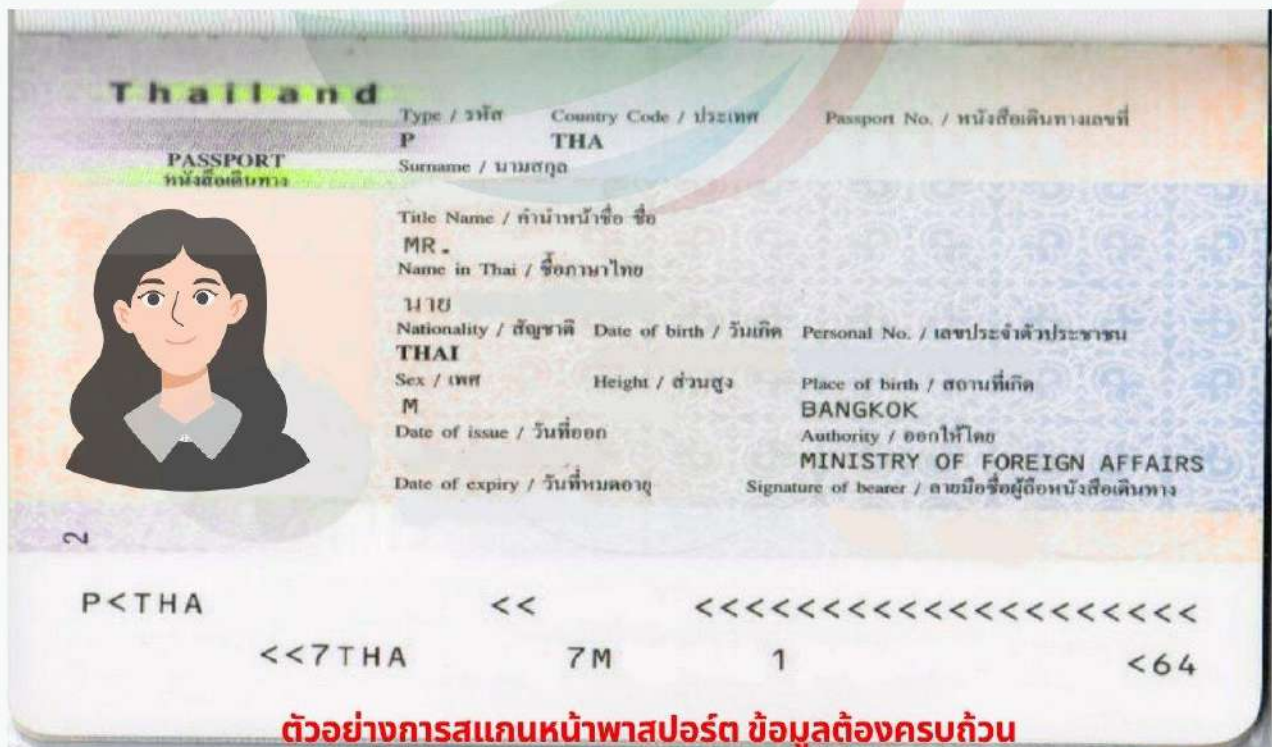 Thailand
PASSPORT
หนังสือเดินทาง
Type / รหัส Country Code / ประเทศ Passport No. / หนังสือเดินทางเลขที่
P THA
Surname / นามสกุล
Title Name / คำนำหน้าชื่อ ชื่อ
MR.
Name in Thai / ชื่อภาษาไทย
นาย
Nationality / สัญชาติ Date of birth / วันเกิด Personal No. / เลขประจำตัวประชาชน
THAI
Sex / เพศ Height / ส่วนสูง Place of birth / สถานที่เกิด
M BANGKOK
Date of issue / วันที่ออก Authority / ออกให้โดย
MINISTRY OF FOREIGN AFFAIRS
Date of expiry / วันที่หมดอายุ Signature of bearer / ลายมือชื่อผู้ถือหนังสือเดินทาง
2
P<THA << <<<<<<<<<<<<<<<<<<<<<
<<7THA 7M 1 <64
ตัวอย่างการสแกนหน้าพาสปอร์ต ข้อมูลต้องครบถ้วน